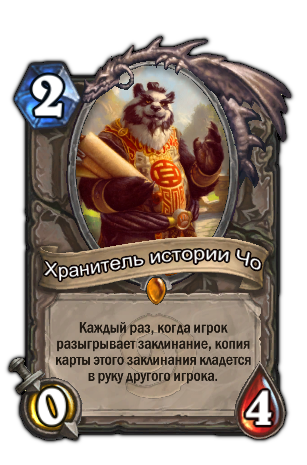 2
Хранитель истории Чо
Каждый раз, когда игрок
разыгрывает заклинание, копия
карты этого заклинания кладется
в руку другого игрока.
0
4